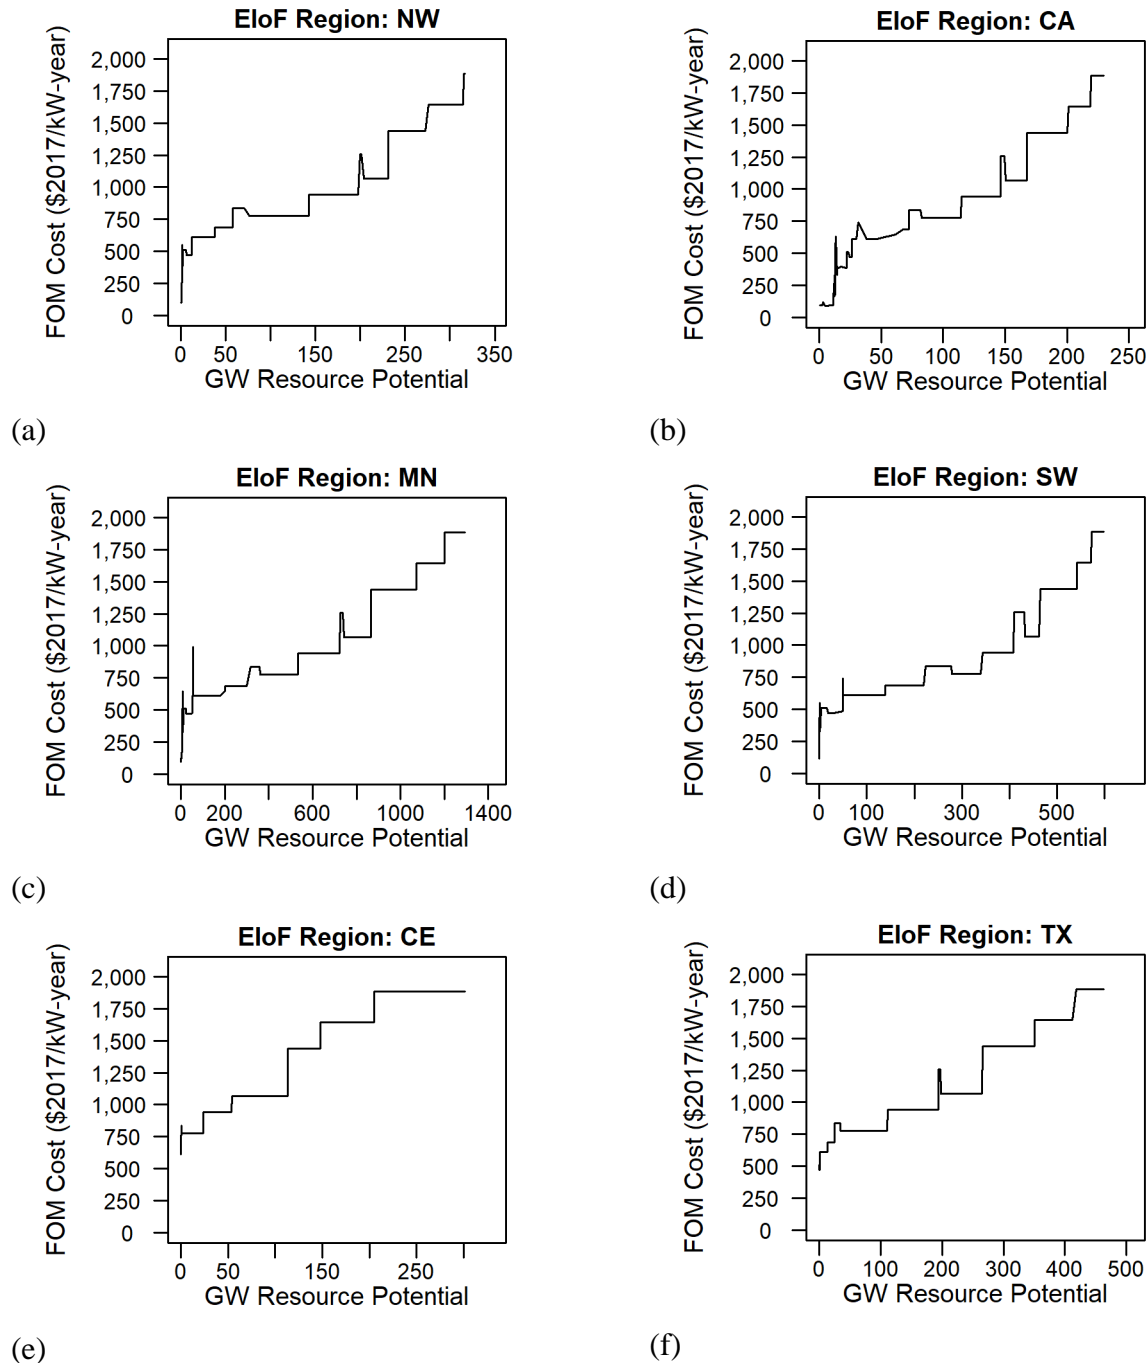 EIoF Region: NW
FOM Cost ($2017/kW-year)
2,000
1,750
1,500
1,250
1,000
750
500
250
0
0 50 150 250 350
GW Resource Potential
(a)
EIoF Region: CA
FOM Cost ($2017/kW-year)
2,000
1,750
1,500
1,250
1,000
750
500
250
0
0 50 100 150 200 250
GW Resource Potential
(b)
EIoF Region: MN
FOM Cost ($2017/kW-year)
2,000
1,750
1,500
1,250
1,000
750
500
250
0
0 200 600 1000 1400
GW Resource Potential
(c)
EIoF Region: SW
FOM Cost ($2017/kW-year)
2,000
1,750
1,500
1,250
1,000
750
500
250
0
0 100 300 500
GW Resource Potential
(d)
EIoF Region: CE
FOM Cost ($2017/kW-year)
2,000
1,750
1,500
1,250
1,000
750
500
250
0
0 50 150 250
GW Resource Potential
(e)
EIoF Region: TX
FOM Cost ($2017/kW-year)
2,000
1,750
1,500
1,250
1,000
750
500
250
0
0 100 200 300 400 500
GW Resource Potential
(f)